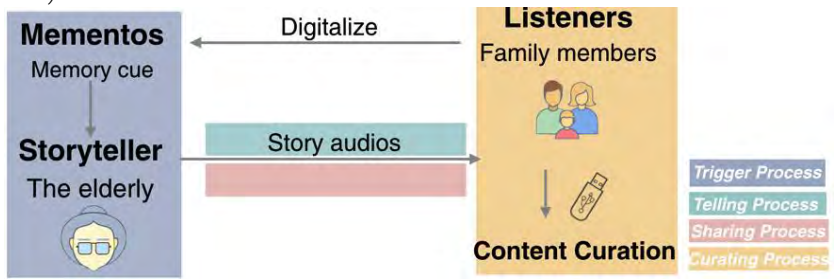 Mementos
Memory cue
Storyteller
The elderly
Digitalize
Story audios
Listeners
Family members
Content Curation
Trigger Process
Telling Process
Sharing Process
Curating Process